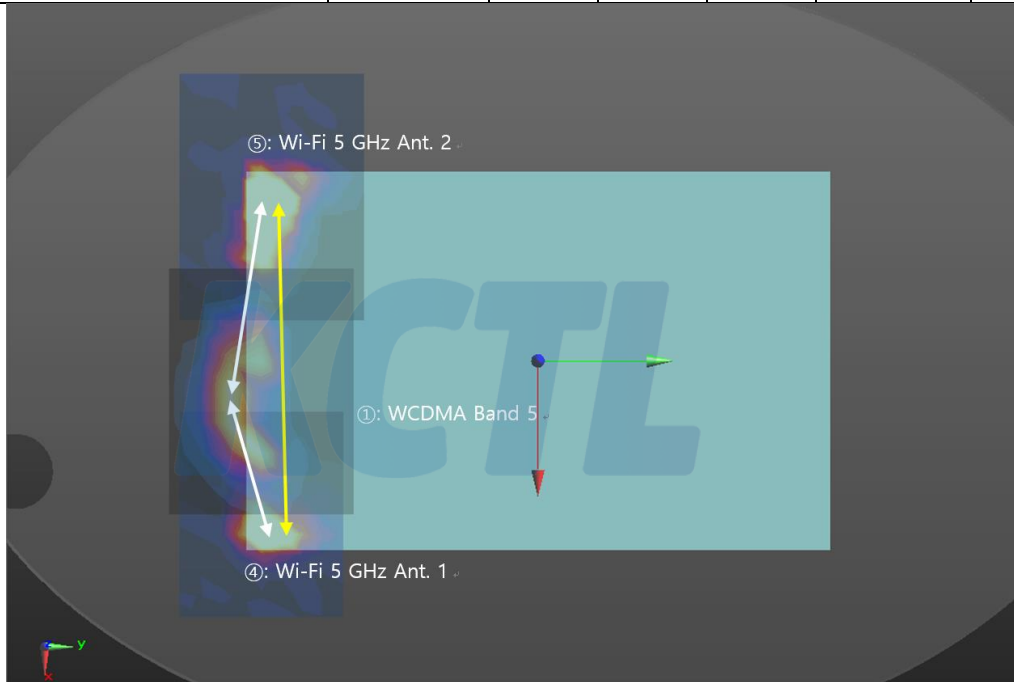 ⑤: Wi-Fi 5 GHz Ant. 2
KCTL
①: WCDMA Band 5
④: Wi-Fi 5 GHz Ant. 1
Y
X